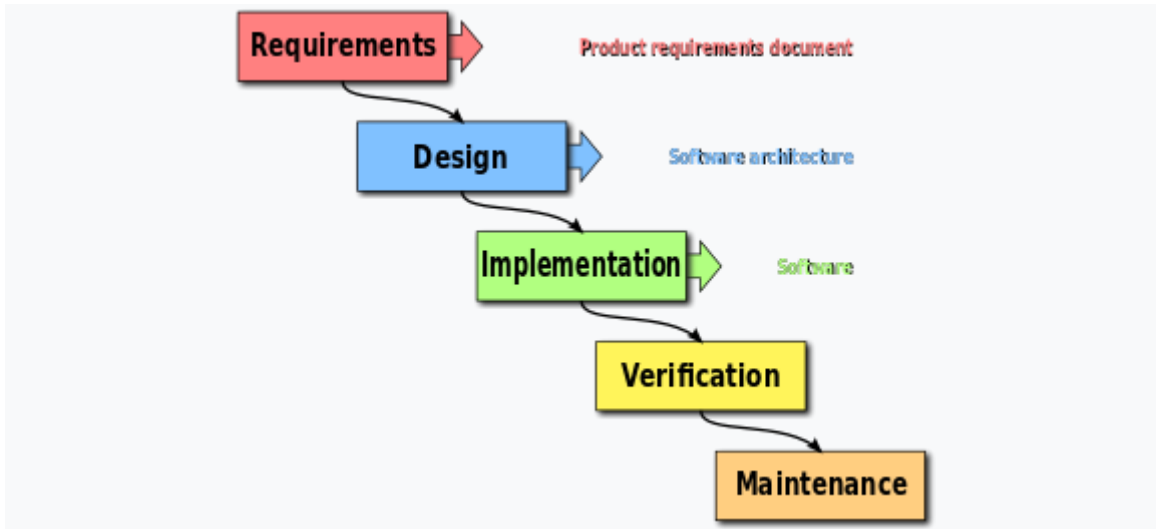 Requirements
Product requirements document
Design
Software architecture
Implementation
Software
Verification
Maintenance